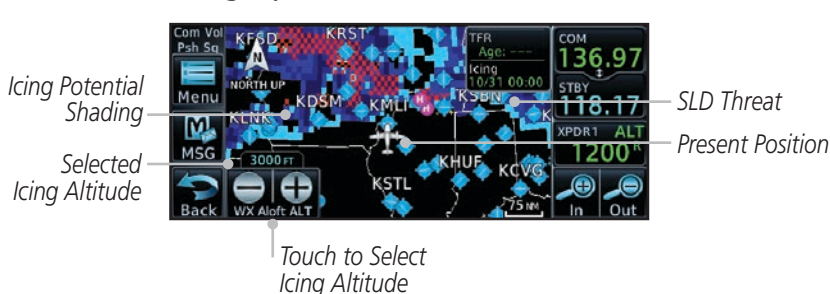 Com Vol
Psh Sq
KFSD
KRST
TFR
Age: ---
Icing
10/31 00:00
COM
136.97
N
NORTH UP
Menu
KDSM
KMLI
KSBN
STBY
118.17
KLNK
MSG
XPDR1 ALT
1200 R
3000 FT
KHUF
KCVG
KSTL
Back
WX Aloft ALT
75 NM
In
Out
Icing Potential
Shading
Selected
Icing Altitude
SLD Threat
Present Position
Touch to Select
Icing Altitude